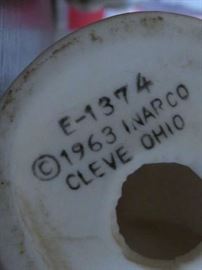 E-1374
© 1963 INARCO
CLEVE OHIO